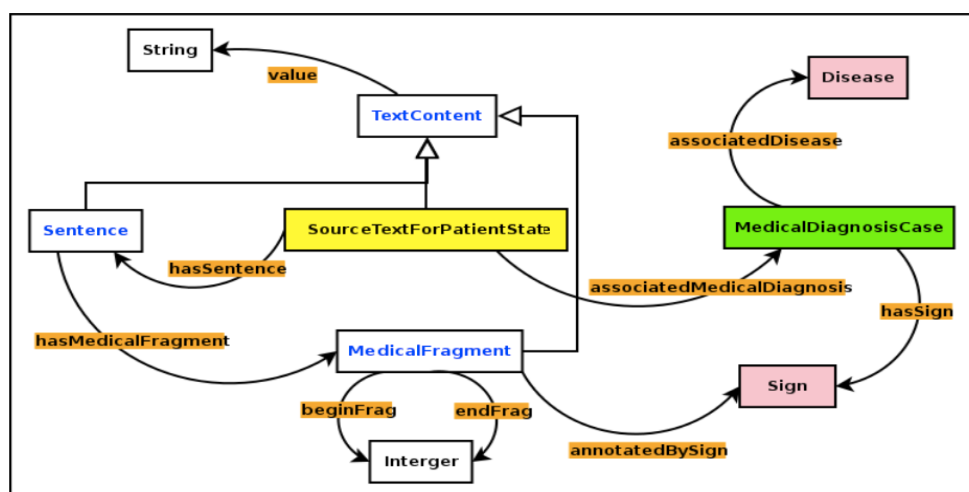 String
value
Disease
TextContent
associatedDisease
Sentence
SourceTextForPatientState
MedicalDiagnosisCase
hasSentence
associatedMedicalDiagnosis
hasSign
hasMedicalFragment
MedicalFragment
Sign
beginFrag
endFrag
annotatedBySign
Interger